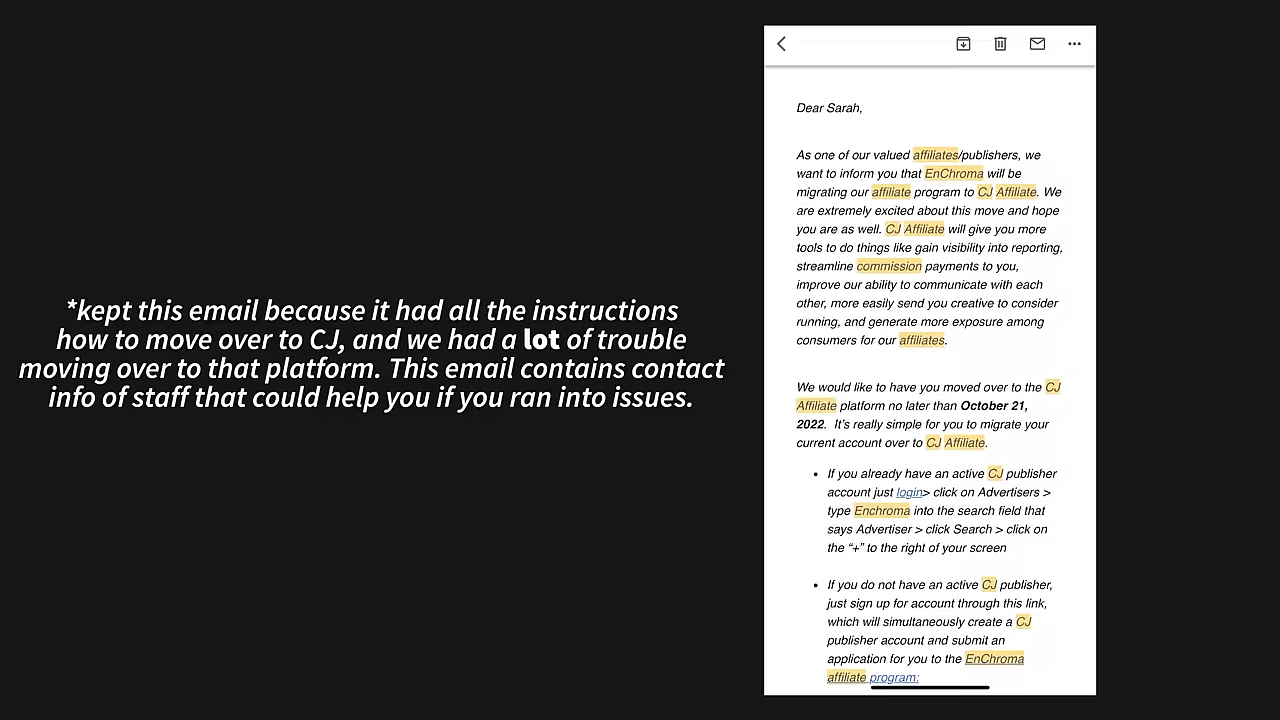 *kept this email because it had all the instructions
how to move over to CJ, and we had a lot of trouble
moving over to that platform. This email contains contact
info of staff that could help you if you ran into issues.
Dear Sarah,
As one of our valued affiliates/publishers, we
want to inform you that EnChroma will be
migrating our affiliate program to CJ Affiliate. We
are extremely excited about this move and hope
you are as well. CJ Affiliate will give you more
tools to do things like gain visibility into reporting,
streamline commission payments to you,
improve our ability to communicate with each
other, more easily send you creative to consider
running, and generate more exposure among
consumers for our affiliates.
We would like to have you moved over to the CJ
Affiliate platform no later than October 21,
2022.  It's really simple for you to migrate your
current account over to CJ Affiliate.
• If you already have an active CJ publisher
account just login> click on Advertisers >
type Enchroma into the search field that
says Advertiser > click Search > click on
the “+” to the right of your screen
• If you do not have an active CJ publisher,
just sign up for account through this link,
which will simultaneously create a CJ
publisher account and submit an
application for you to the EnChroma
affiliate program: